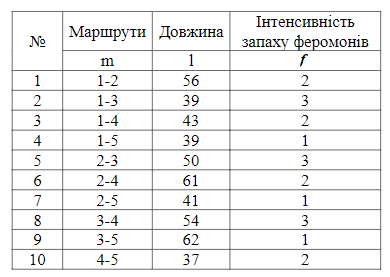 № Маршрути Довжина Інтенсивність запаху феромонів
m l f
1 1-2 56 2
2 1-3 39 3
3 1-4 43 2
4 1-5 39 1
5 2-3 50 3
6 2-4 61 2
7 2-5 41 1
8 3-4 54 3
9 3-5 62 1
10 4-5 37 2